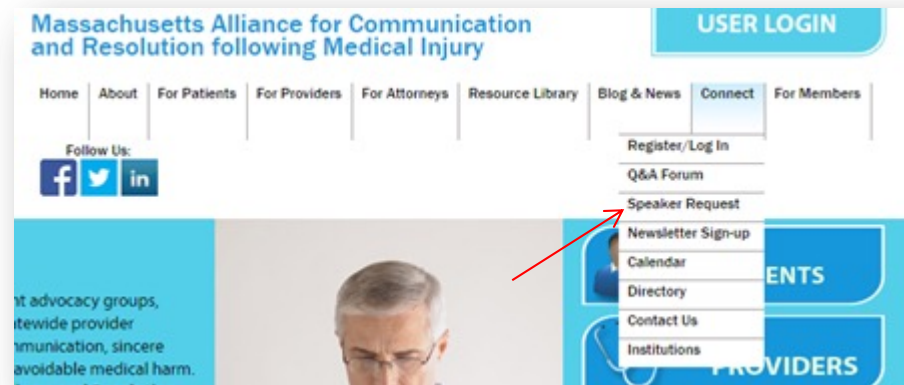 Massachusetts Alliance for Communication
and Resolution following Medical Injury
USER LOGIN
Home About For Patients For Providers For Attorneys Resource Library Blog & News Connect For Members
Follow Us:
f in
Register/Log In
Q&A Forum
Speaker Request
Newsletter Sign-up
Calendar
Directory
Contact Us
Institutions
ENTS
PROVIDERS
nt advocacy groups,
tewide provider
mmunication, sincere
avoidable medical harm.